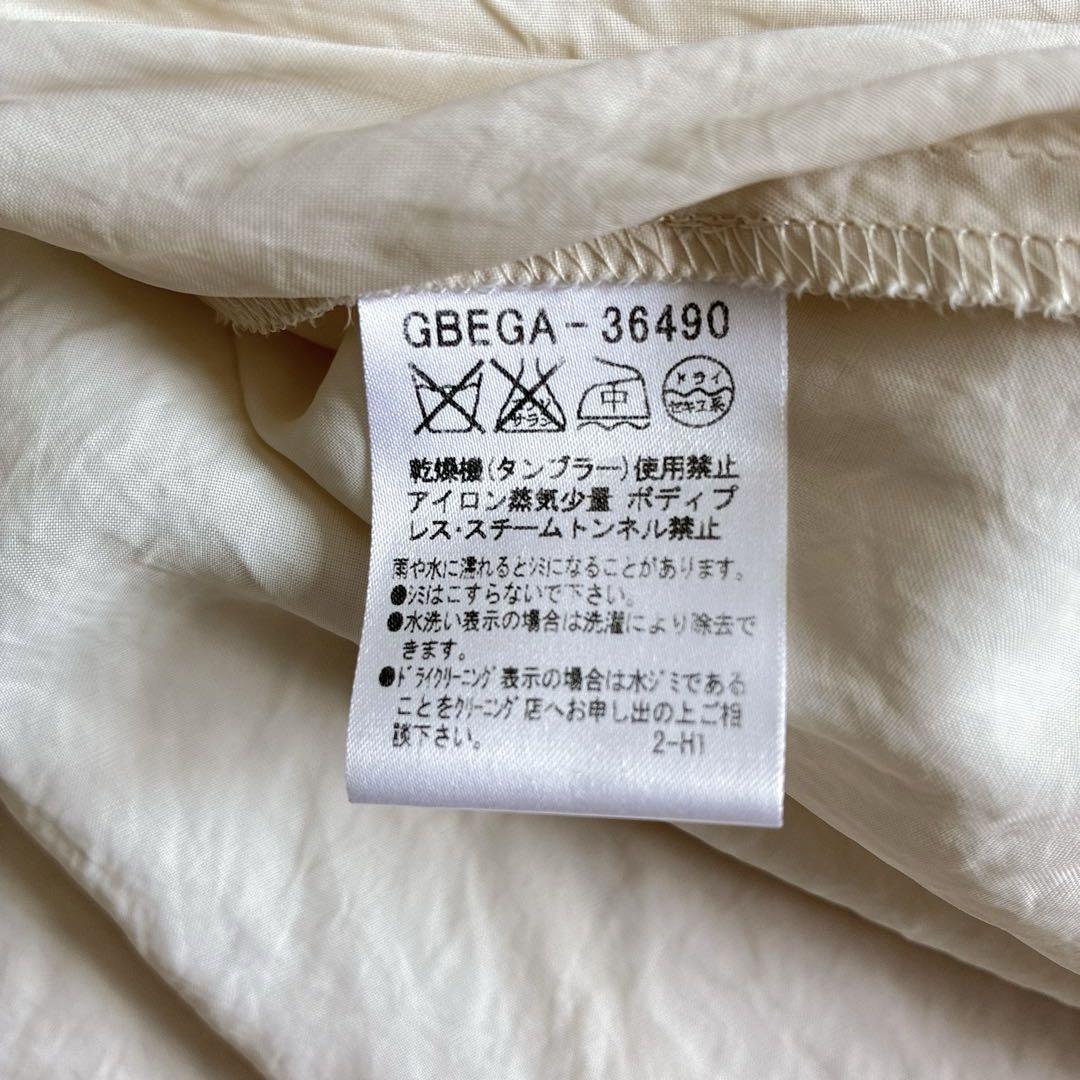 GBEGA-36490
エンソ
サラシ
中
ドライ
セキユ系
乾燥機(タンブラー)使用禁止
アイロン蒸気少量 ボディプ
レス・スチームトンネル禁止
雨や水に濡れるとシミになることがあります。
●シミはこすらないで下さい。
●水洗い表示の場合は洗濯により除去で
きます。
●ドライクリーニング表示の場合は水ジミである
ことをクリーニング店へお申し出の上ご相
談下さい。 2-H1